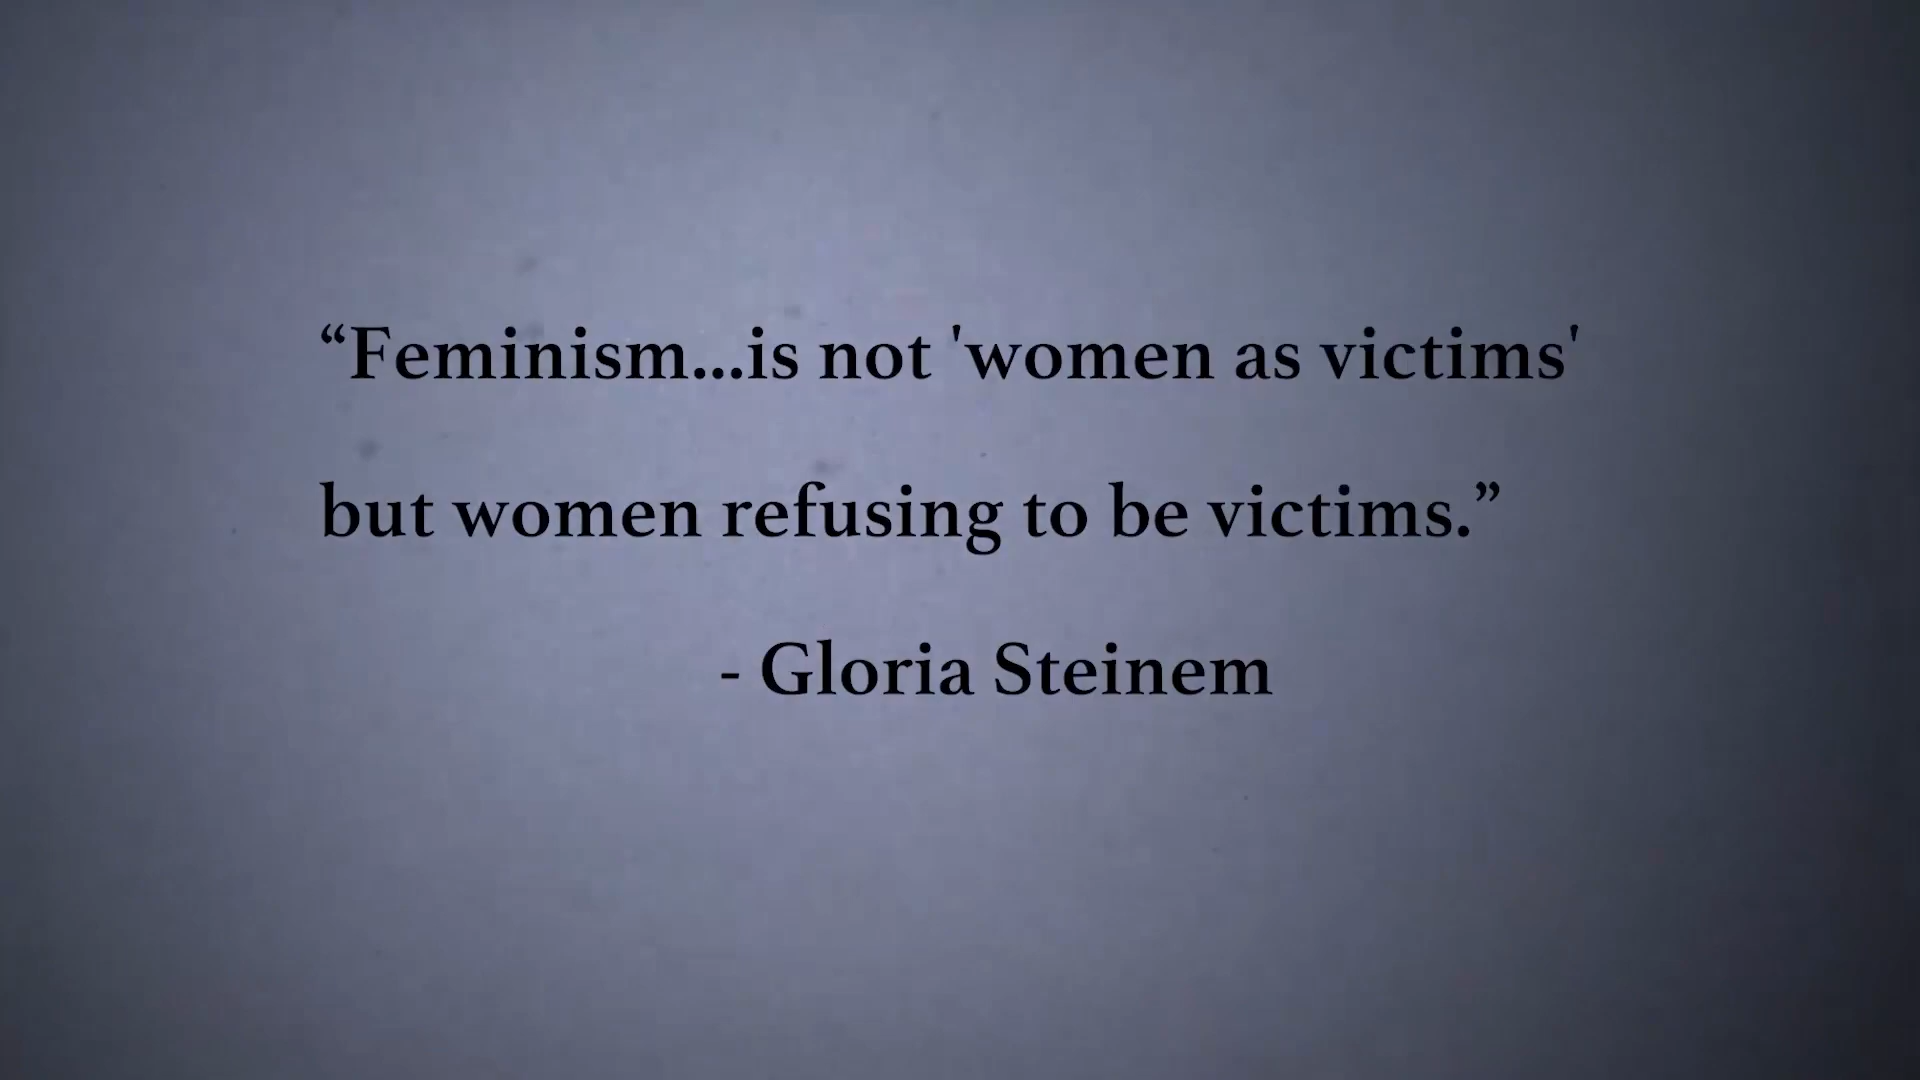 “Feminism...is not 'women as victims'
but women refusing to be victims.”
- Gloria Steinem